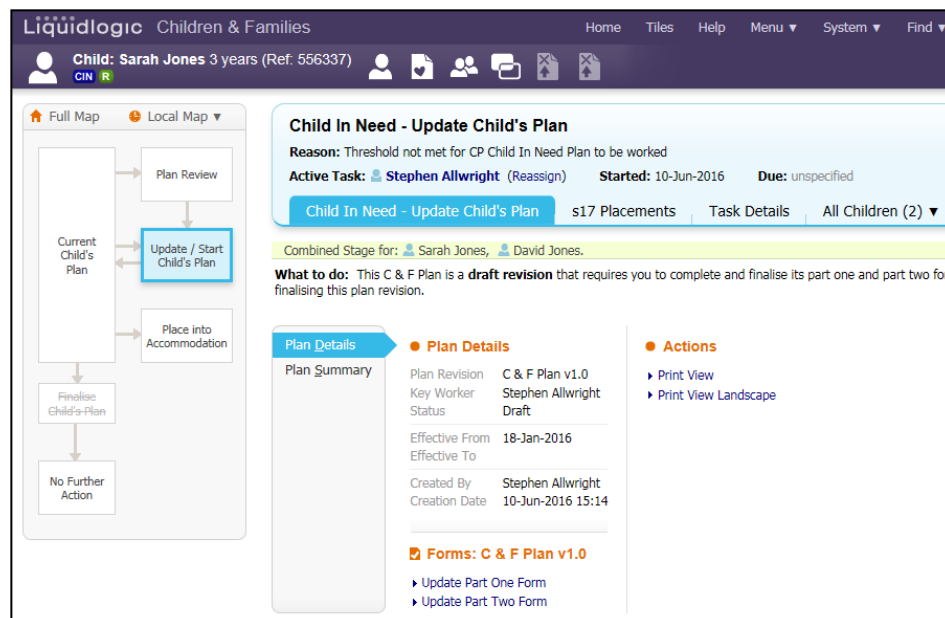 Liquidlogic Children & Families
Home Tiles Help Menu ▼ System ▼ Find ▼
Child: Sarah Jones 3 years (Ref: 556337)
CIN R
Full Map Local Map ▼
Plan Review
Current
Child's
Plan
Update / Start
Child's Plan
Place into
Accommodation
Finalise
Child's Plan
No Further
Action
Child In Need - Update Child's Plan
Reason: Threshold not met for CP Child In Need Plan to be worked
Active Task: Stephen Allwright (Reassign) Started: 10-Jun-2016 Due: unspecified
Child In Need - Update Child's Plan s17 Placements Task Details All Children (2) ▼
Combined Stage for: Sarah Jones, David Jones.
What to do: This C & F Plan is a draft revision that requires you to complete and finalise its part one and part two fo
finalising this plan revision.
Plan Details
Plan Summary
Plan Details
Plan Revision C & F Plan v1.0
Key Worker Stephen Allwright
Status Draft
Effective From 18-Jan-2016
Effective To
Created By Stephen Allwright
Creation Date 10-Jun-2016 15:14
Forms: C & F Plan v1.0
Update Part One Form
Update Part Two Form
Actions
Print View
Print View Landscape